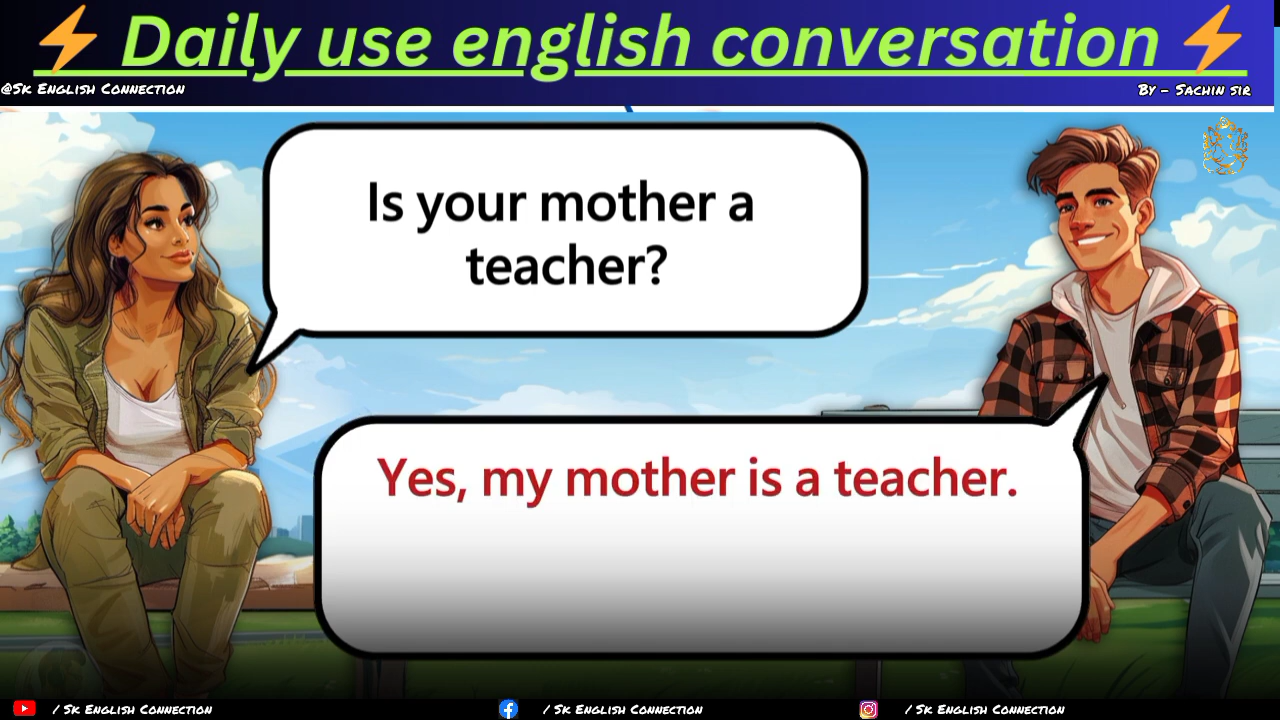 ⚡ Daily use english conversation ⚡
@Sk English Connection
By - Sachin sir
Is your mother a
teacher?
Yes, my mother is a teacher.
/ Sk English Connection
/ Sk English Connection
/ Sk English Connection